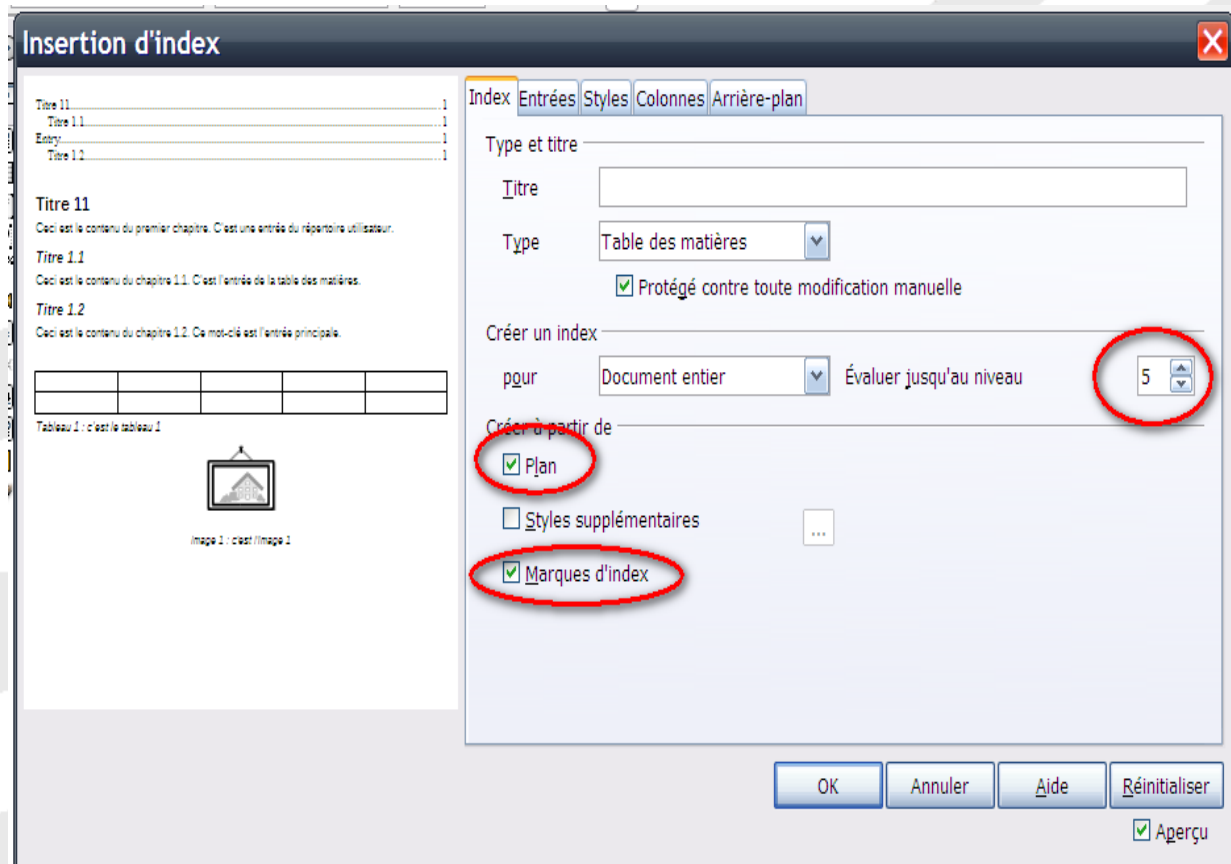 Insertion d'index
Titre 11 1
Titre 1.1 1
Entry 1
Titre 1.2 1
Titre 11
Ceci est le contenu du premier chapitre. C'est une entrée du répertoire utilisateur.
Titre 1.1
Ceci est le contenu du chapitre 1.1. C'est l'entrée de la table des matières.
Titre 1.2
Ceci est le contenu du chapitre 1.2. Ce mot-clé est l'entrée principale.
Tableau 1 : c'est le tableau 1
Image 1 : c'est l'image 1
Index Entrées Styles Colonnes Arrière-plan
Type et titre
Titre
Type Table des matières
Protégé contre toute modification manuelle
Créer un index
pour Document entier Évaluer jusqu'au niveau 5
Créer à partir de
Plan
Styles supplémentaires ...
Marques d'index
OK Annuler Aide Réinitialiser
Aperçu